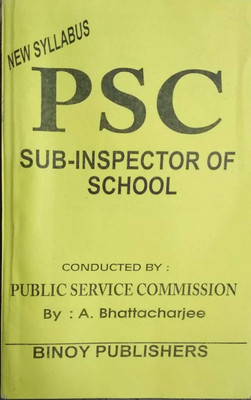 NEW SYLLABUS
PSC
SUB-INSPECTOR OF
SCHOOL
CONDUCTED BY :
PUBLIC SERVICE COMMISSION
By : A. Bhattacharjee
BINOY PUBLISHERS